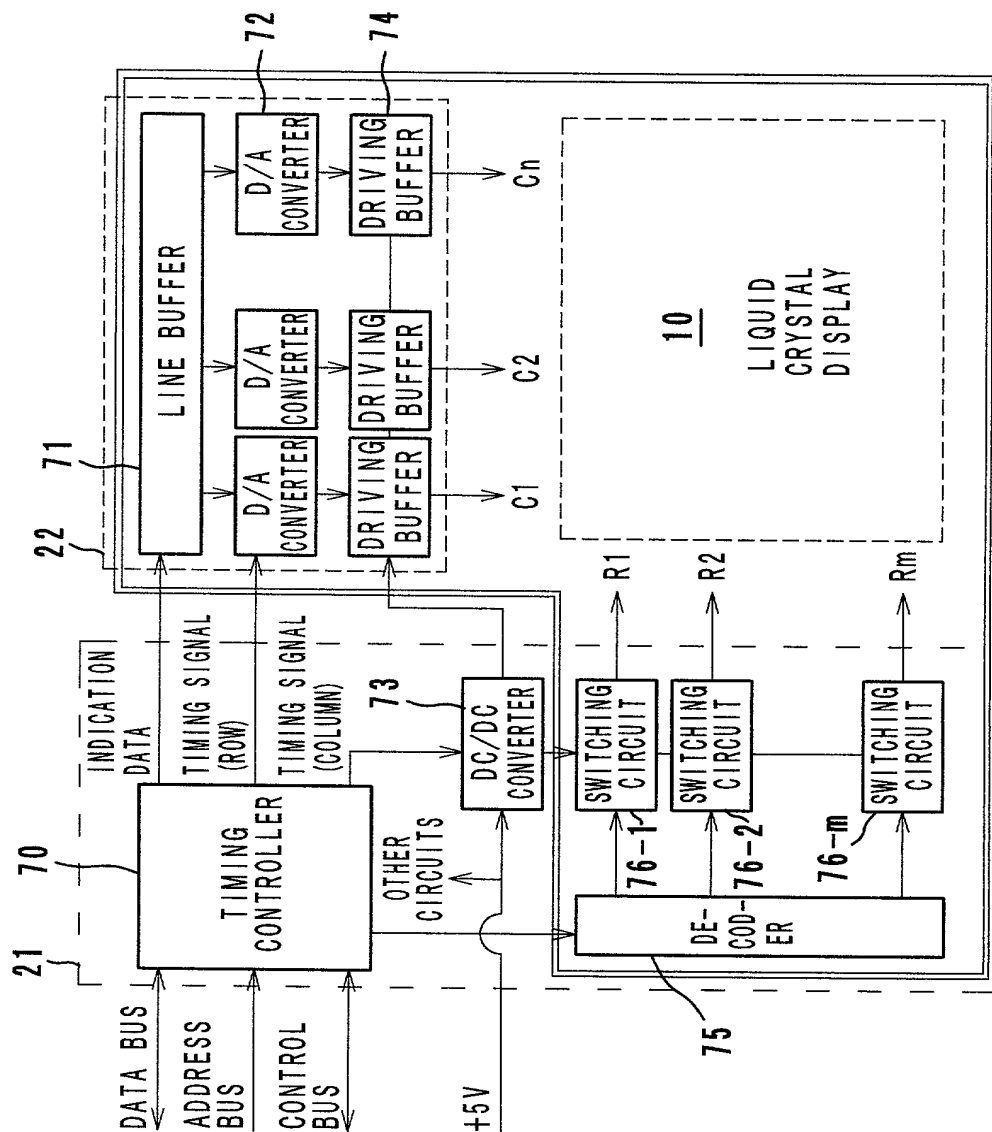 DATA BUS
ADDRESS
BUS
CONTROL
BUS
+5V
21
70
TIMING
CONTROLLER
INDICATION
DATA
TIMING SIGNAL
(ROW)
TIMING SIGNAL
(COLUMN)
OTHER
CIRCUITS
73
DC/DC
CONVERTER
22
71
LINE BUFFER
72
D/A
CONVERTER
D/A
CONVERTER
D/A
CONVERTER
74
DRIVING
BUFFER
DRIVING
BUFFER
DRIVING
BUFFER
C1
C2
Cn
75
DE-
COD-
ER
76-1
76-2
76-m
SWITCHING
CIRCUIT
SWITCHING
CIRCUIT
SWITCHING
CIRCUIT
R1
R2
Rm
10
LIQUID
CRYSTAL
DISPLAY